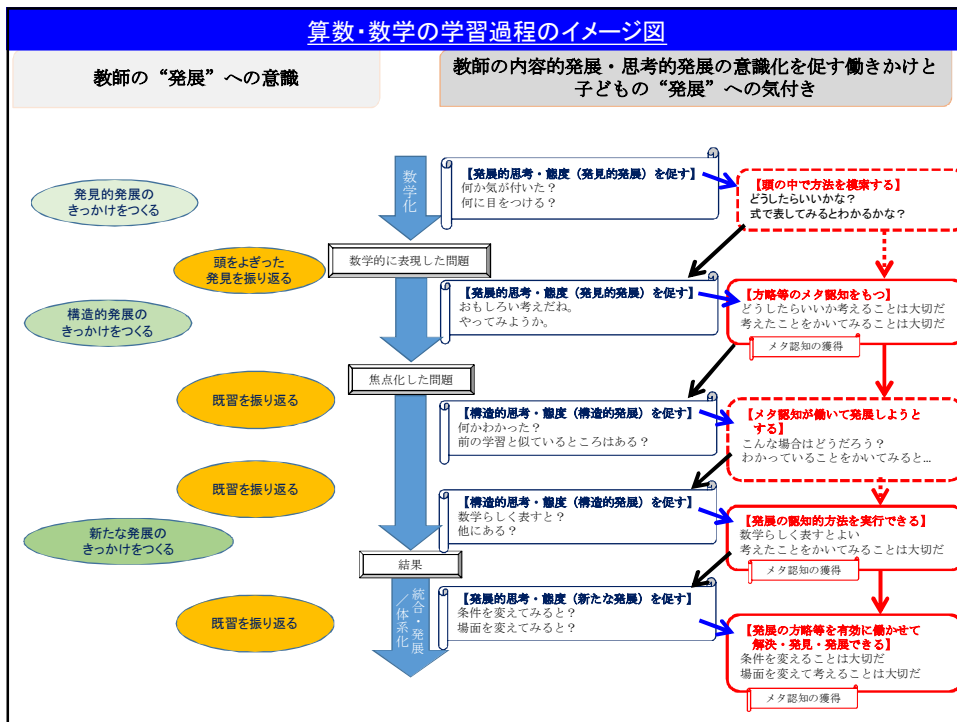 算数・数学の学習過程のイメージ図
教師の“発展”への意識
教師の内容的発展・思考的発展の意識化を促す働きかけと
子どもの“発展”への気付き
発見的発展の
きっかけをつくる
頭をよぎった
発見を振り返る
構造的発展の
きっかけをつくる
既習を振り返る
既習を振り返る
新たな発展の
きっかけをつくる
既習を振り返る
数学化
数学的に表現した問題
焦点化した問題
結果
統合・発展
/体系化
【発展的思考・態度（発見的発展）を促す】
何か気が付いた？
何に目をつける？
【頭の中で方法を模索する】
どうしたらいいかな？
式で表してみるとわかるかな？
【発展的思考・態度（発見的発展）を促す】
おもしろい考えだね。
やってみようか。
【方略等のメタ認知をもつ】
どうしたらいいか考えることは大切だ
考えたことをかいてみることは大切だ
メタ認知の獲得
【構造的思考・態度（構造的発展）を促す】
何かわかった？
前の学習と似ているところはある？
【メタ認知が働いて発展しようと
する】
こんな場合はどうだろう？
わかっていることをかいてみると…
【構造的思考・態度（構造的発展）を促す】
数学らしく表すと？
他にある？
【発展の認知的方法を実行できる】
数学らしく表すとよい
考えたことをかいてみることは大切だ
メタ認知の獲得
【発展的思考・態度（新たな発展）を促す】
条件を変えてみると？
場面を変えてみると？
【発展の方略等を有効に働かせて
解決・発見・発展できる】
条件を変えることは大切だ
場面を変えて考えることは大切だ
メタ認知の獲得